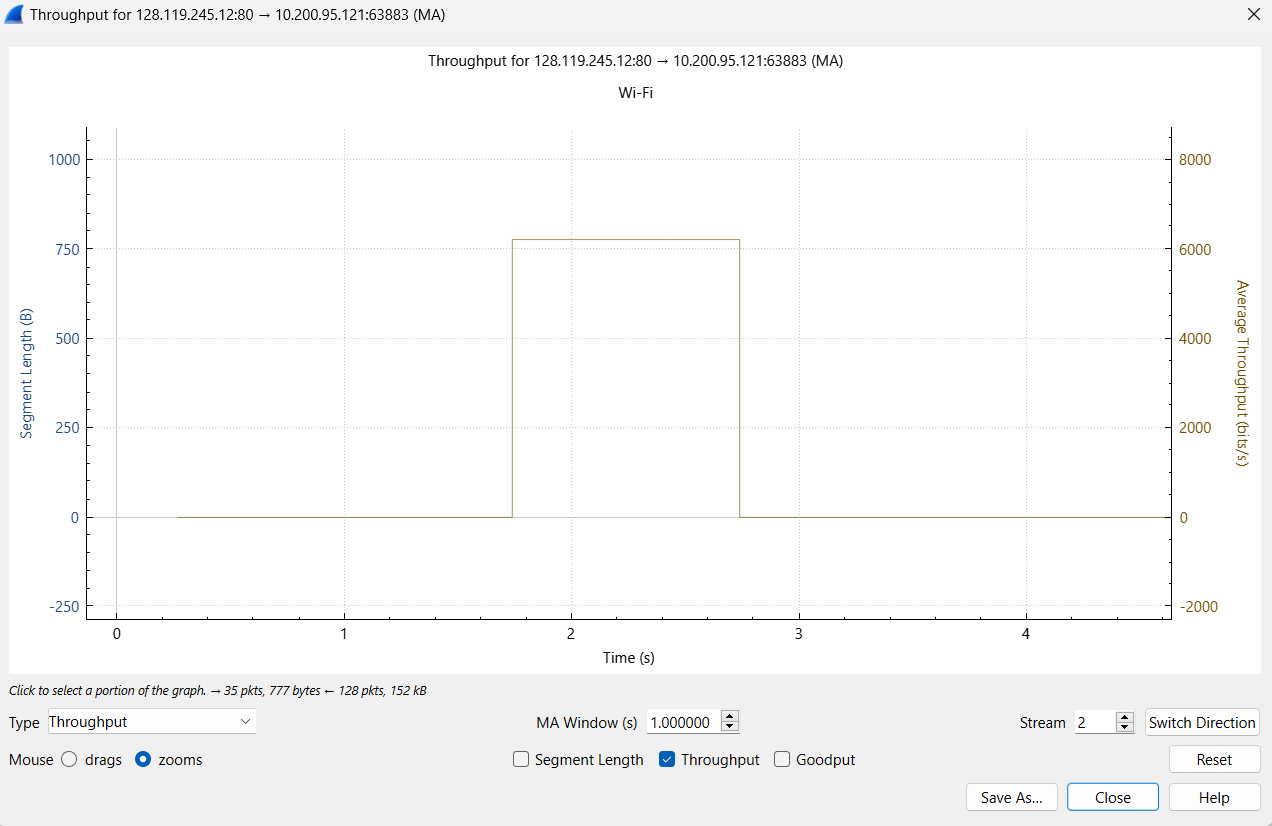 Throughput for 128.119.245.12:80 → 10.200.95.121:63883 (MA)
Throughput for 128.119.245.12:80 → 10.200.95.121:63883 (MA)
Wi-Fi
Segment Length (B)
1000
750
500
250
0
-250
8000
6000
4000
2000
0
-2000
Average Throughput (bits/s)
0 1 2 3 4
Time (s)
Click to select a portion of the graph. → 35 pkts, 777 bytes ← 128 pkts, 152 kB
Type Throughput MA Window (s) 1.000000 Stream 2 Switch Direction
Mouse drags zooms Segment Length Throughput Goodput Reset
Save As... Close Help